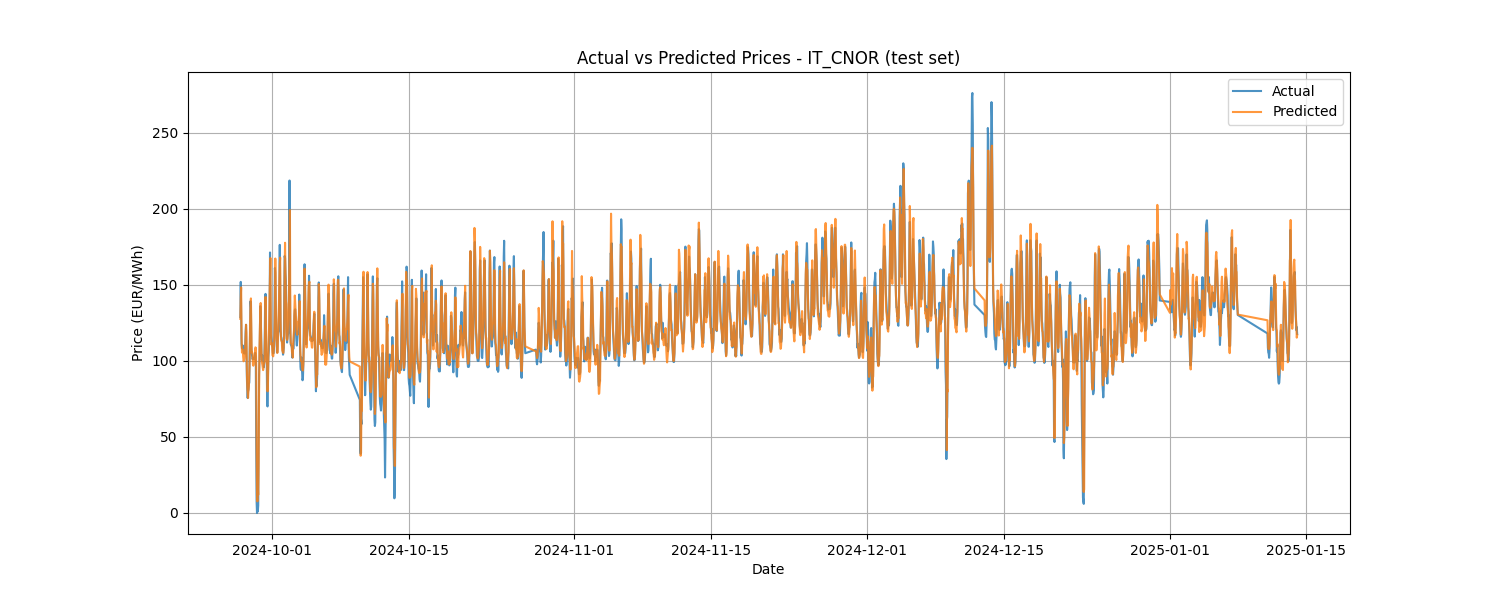 Actual vs Predicted Prices - IT_CNOR (test set)
Actual
Predicted
Price (EUR/MWh)
250
200
150
100
50
0
2024-10-01 2024-10-15 2024-11-01 2024-11-15 2024-12-01 2024-12-15 2025-01-01 2025-01-15
Date